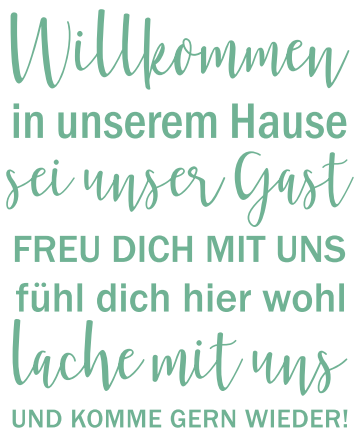 Willkommen
in unserem Hause
sei unser Gast
FREU DICH MIT UNS
fühl dich hier wohl
lache mit uns
UND KOMME GERN WIEDER!